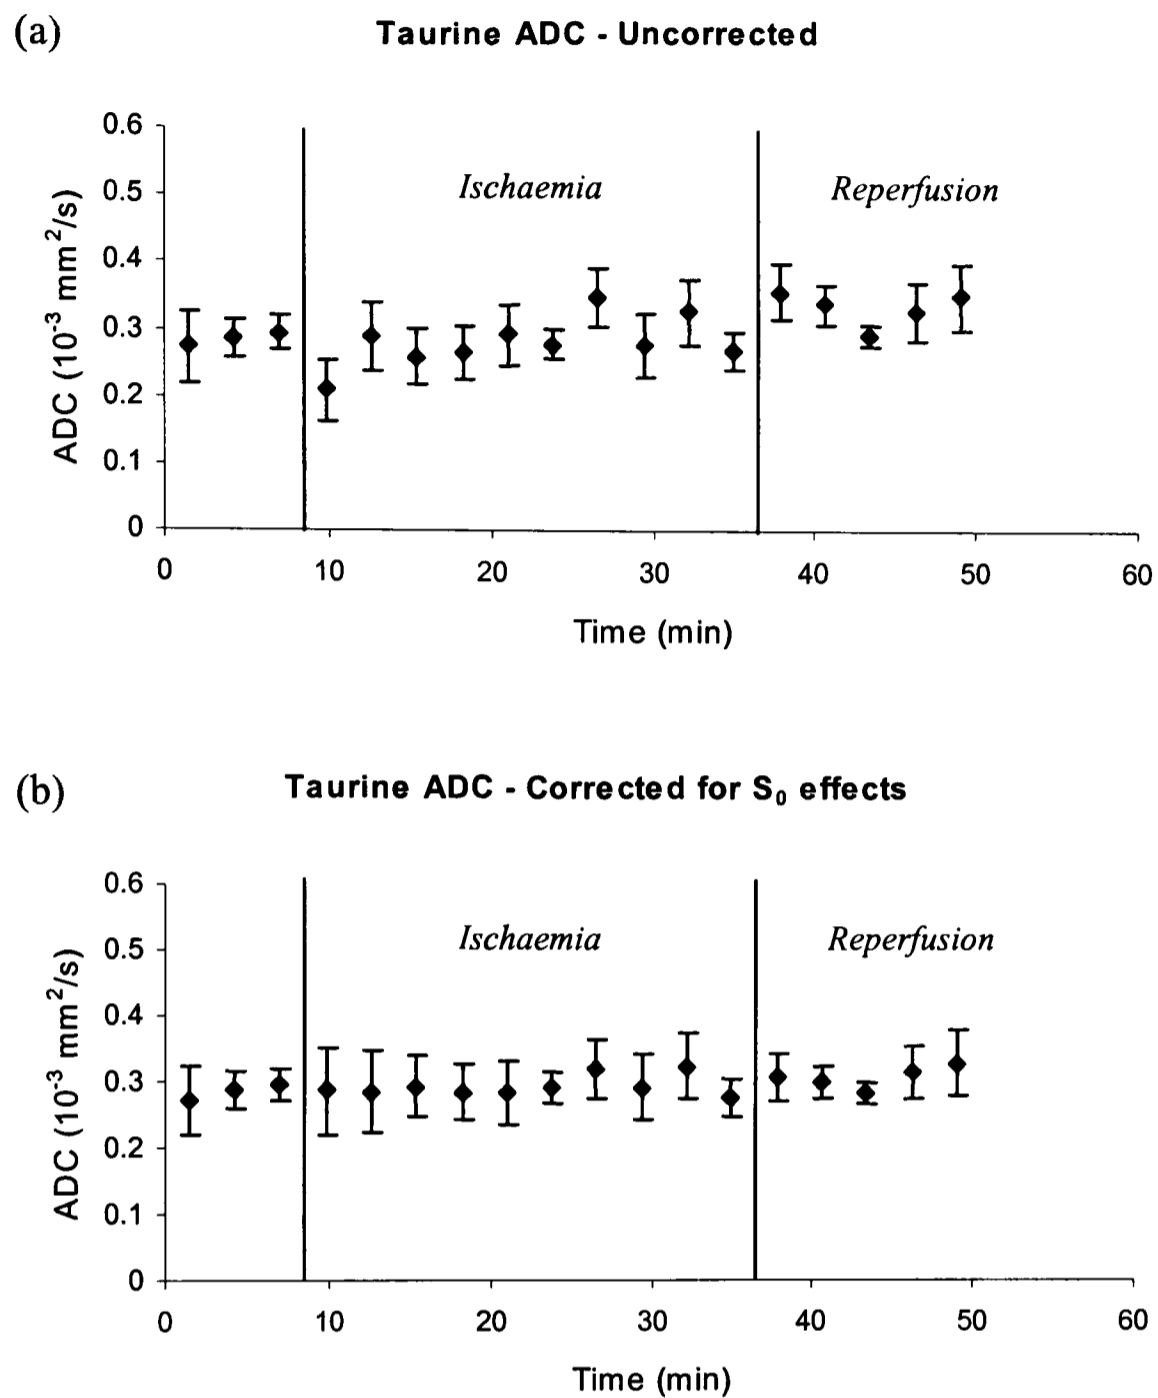 (a)
Taurine ADC - Uncorrected
0.6
0.5
0.4
0.3
0.2
0.1
0
ADC (10⁻³ mm²/s)
Ischaemia
Reperfusion
0 10 20 30 40 50 60
Time (min)
(b)
Taurine ADC - Corrected for S₀ effects
0.6
0.5
0.4
0.3
0.2
0.1
0
ADC (10⁻³ mm²/s)
Ischaemia
Reperfusion
0 10 20 30 40 50 60
Time (min)